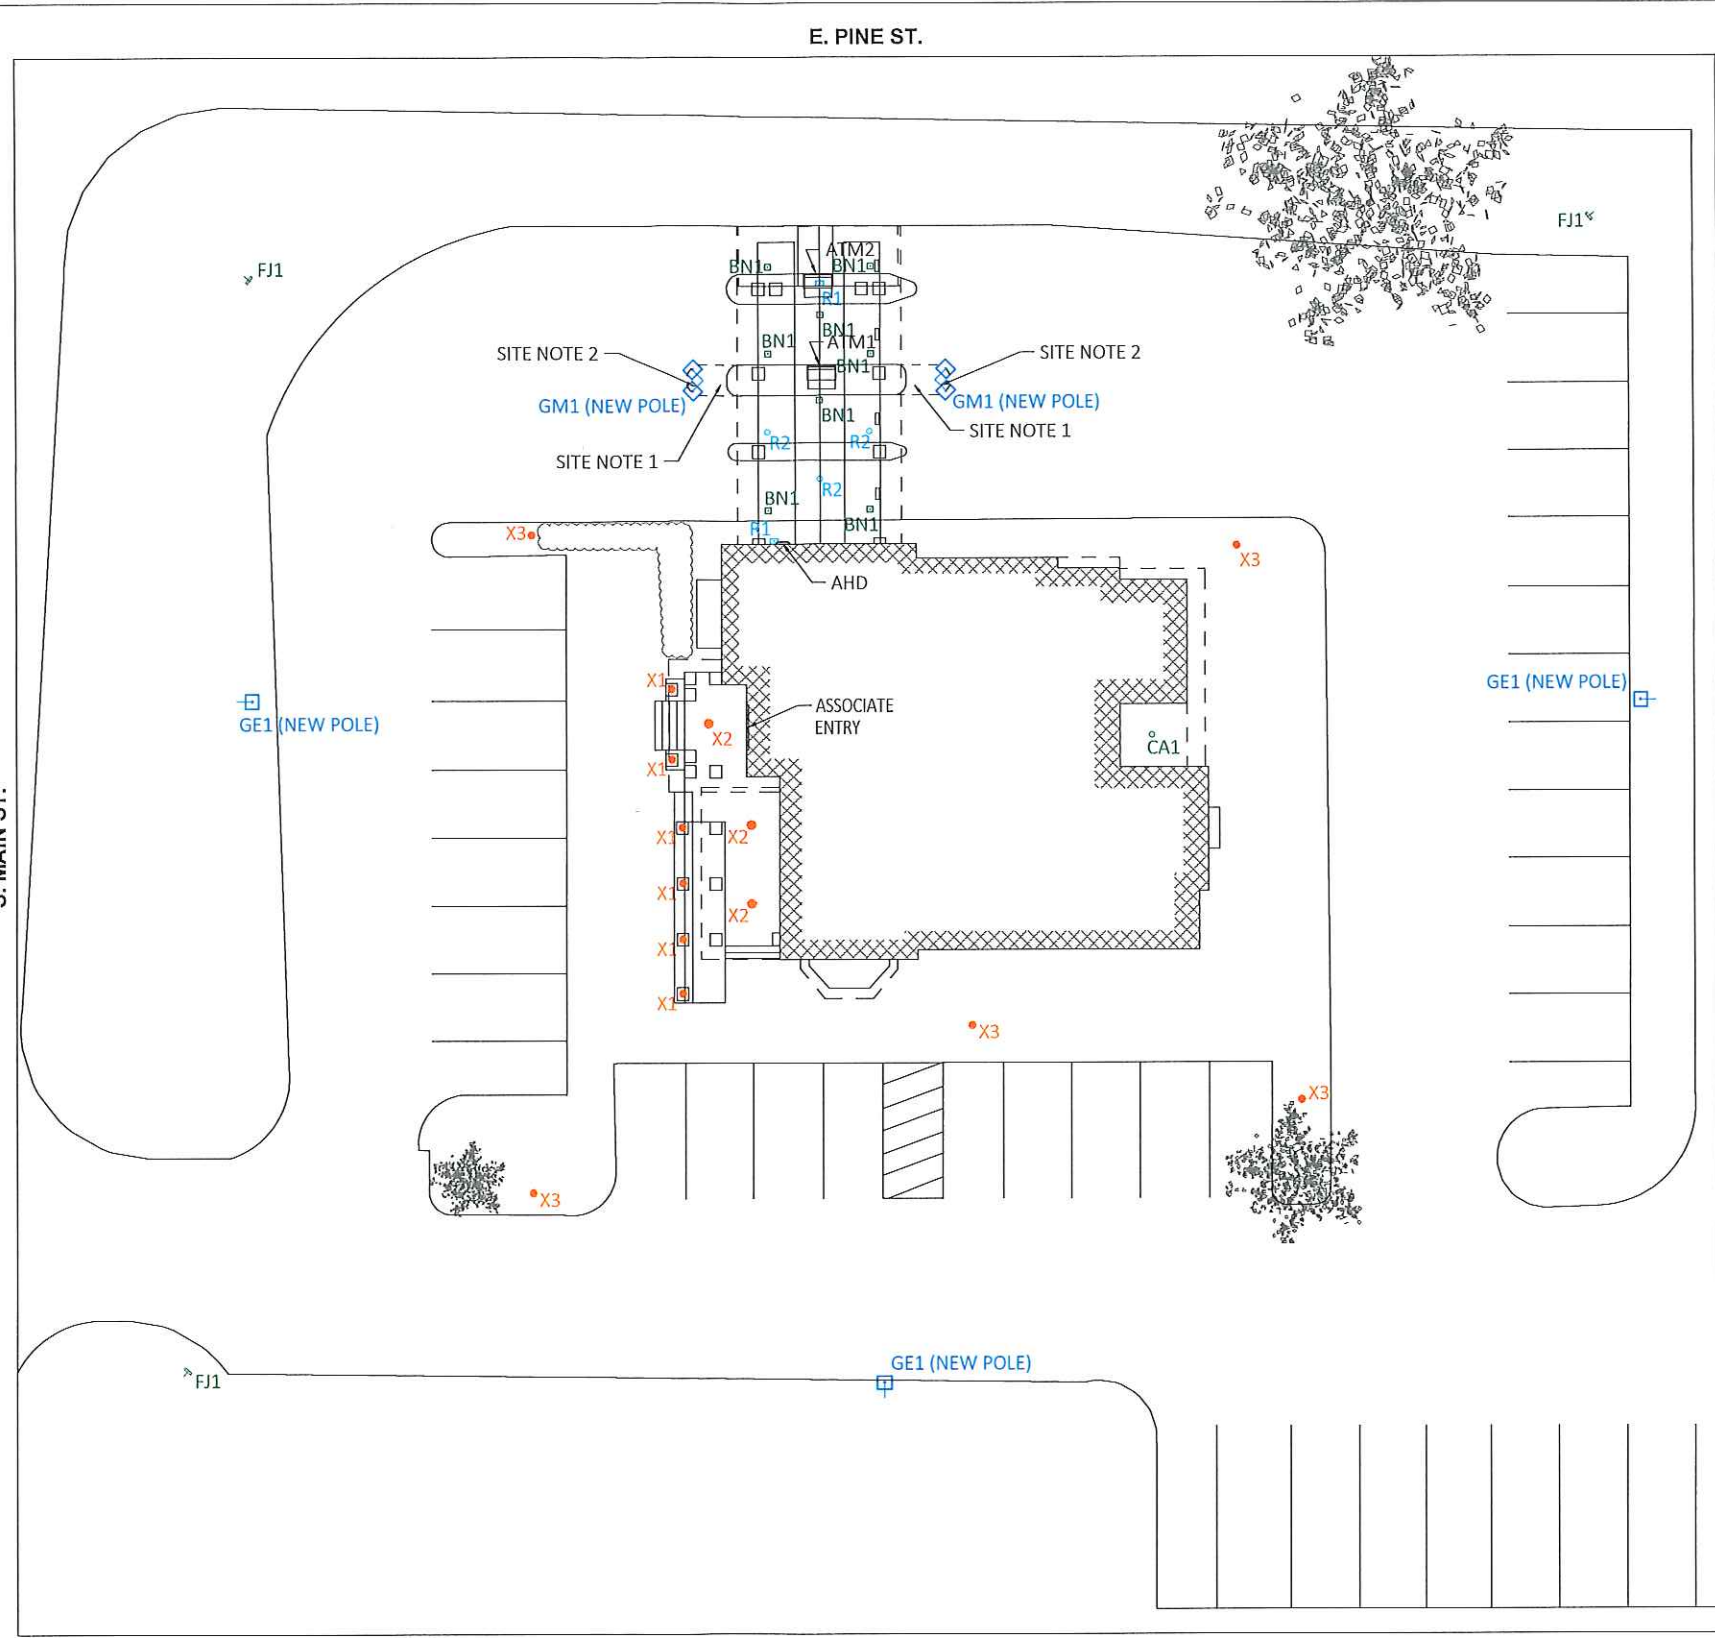 E. PINE ST.
FJ1
FJ1
ATM2
BN1
BN1
R1
BN1
BN1
ATM1
BN1
SITE NOTE 2
SITE NOTE 2
GM1 (NEW POLE)
GM1 (NEW POLE)
BN1
SITE NOTE 1
R2
R2
SITE NOTE 1
R2
BN1
BN1
X3
R1
X3
AHD
X1
GE1 (NEW POLE)
ASSOCIATE
ENTRY
GE1 (NEW POLE)
X2
CA1
X1
X1
X2
X1
X2
X1
X1
X3
X3
X3
GE1 (NEW POLE)
FJ1